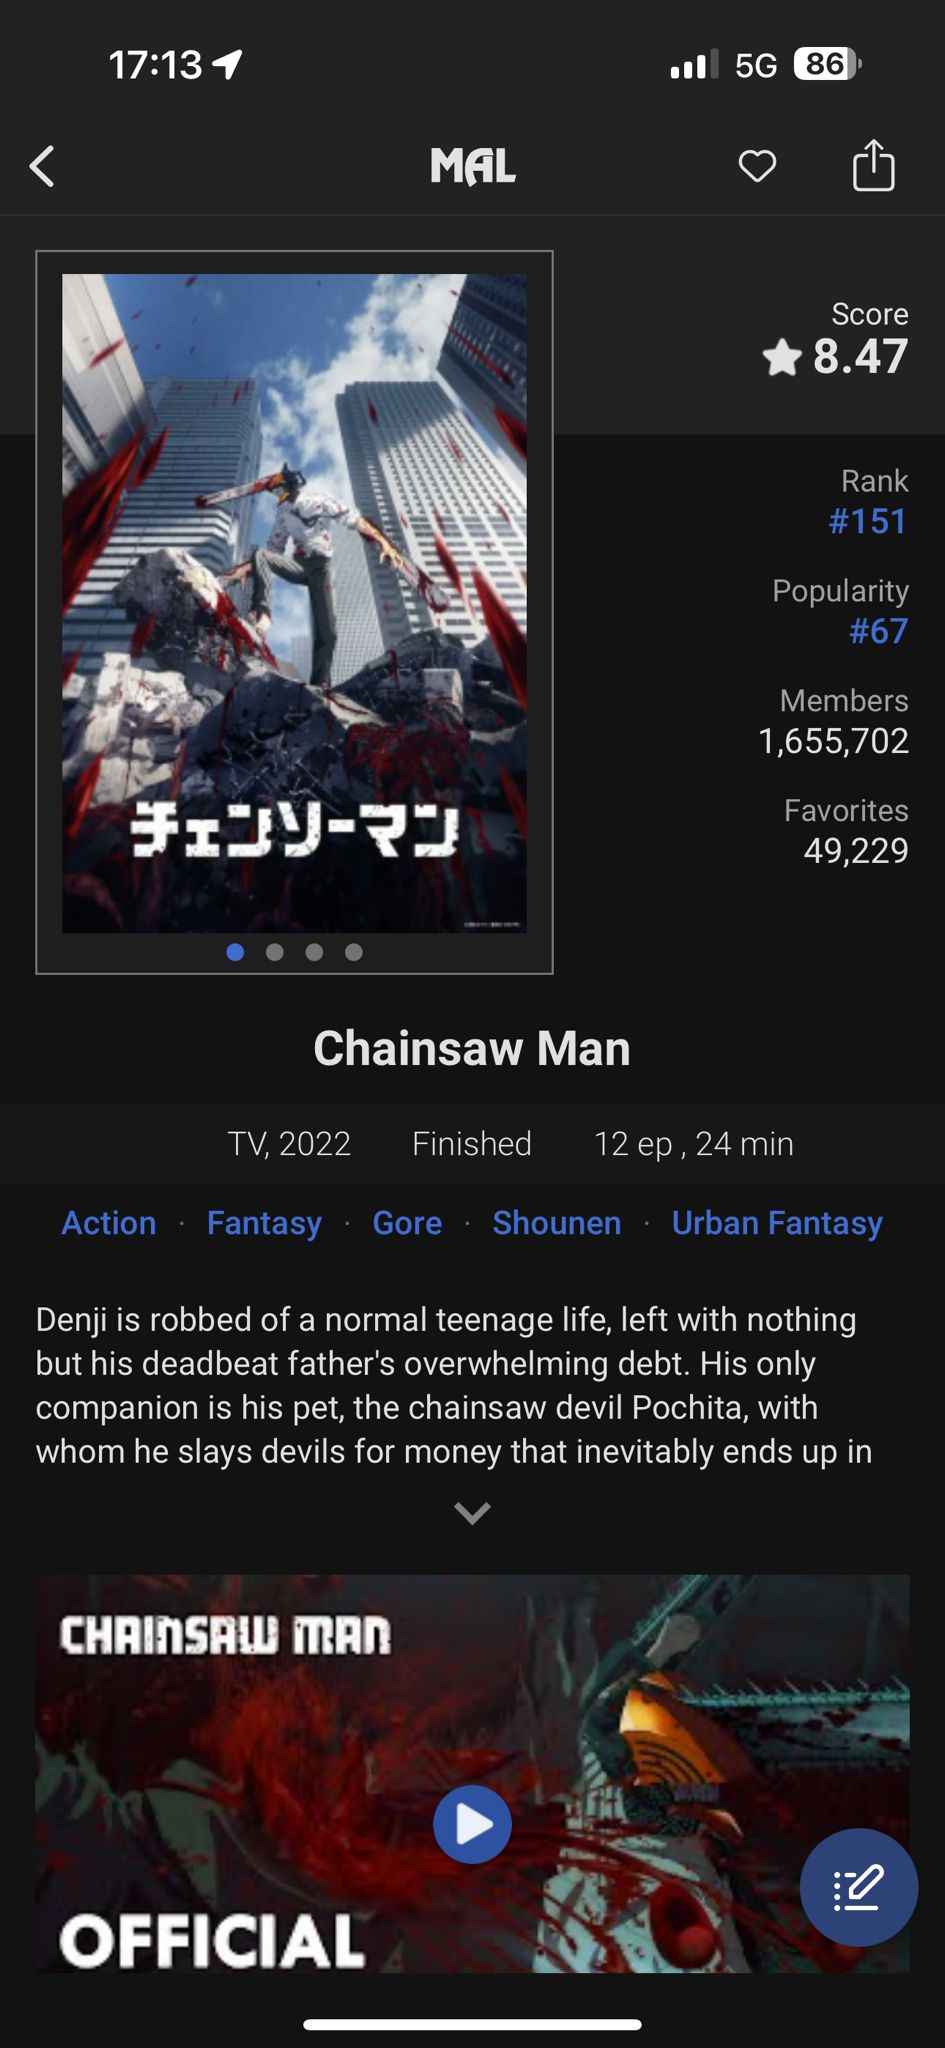 17:13
5G
86
MAL
Score
8.47
Rank
#151
Popularity
#67
Members
1,655,702
Favorites
49,229
チェンソーマン
Chainsaw Man
TV, 2022 Finished 12 ep , 24 min
Action · Fantasy · Gore · Shounen · Urban Fantasy
Denji is robbed of a normal teenage life, left with nothing
but his deadbeat father's overwhelming debt. His only
companion is his pet, the chainsaw devil Pochita, with
whom he slays devils for money that inevitably ends up in
CHAINSAW MAN
OFFICIAL